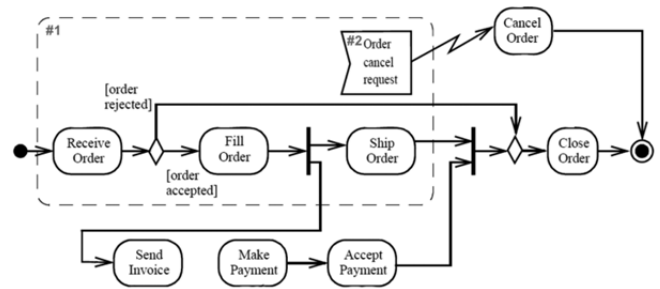 #1
#2 Order
cancel
request
Cancel
Order
[order
rejected]
Receive
Order
Fill
Order
Ship
Order
Close
Order
[order
accepted]
Send
Invoice
Make
Payment
Accept
Payment